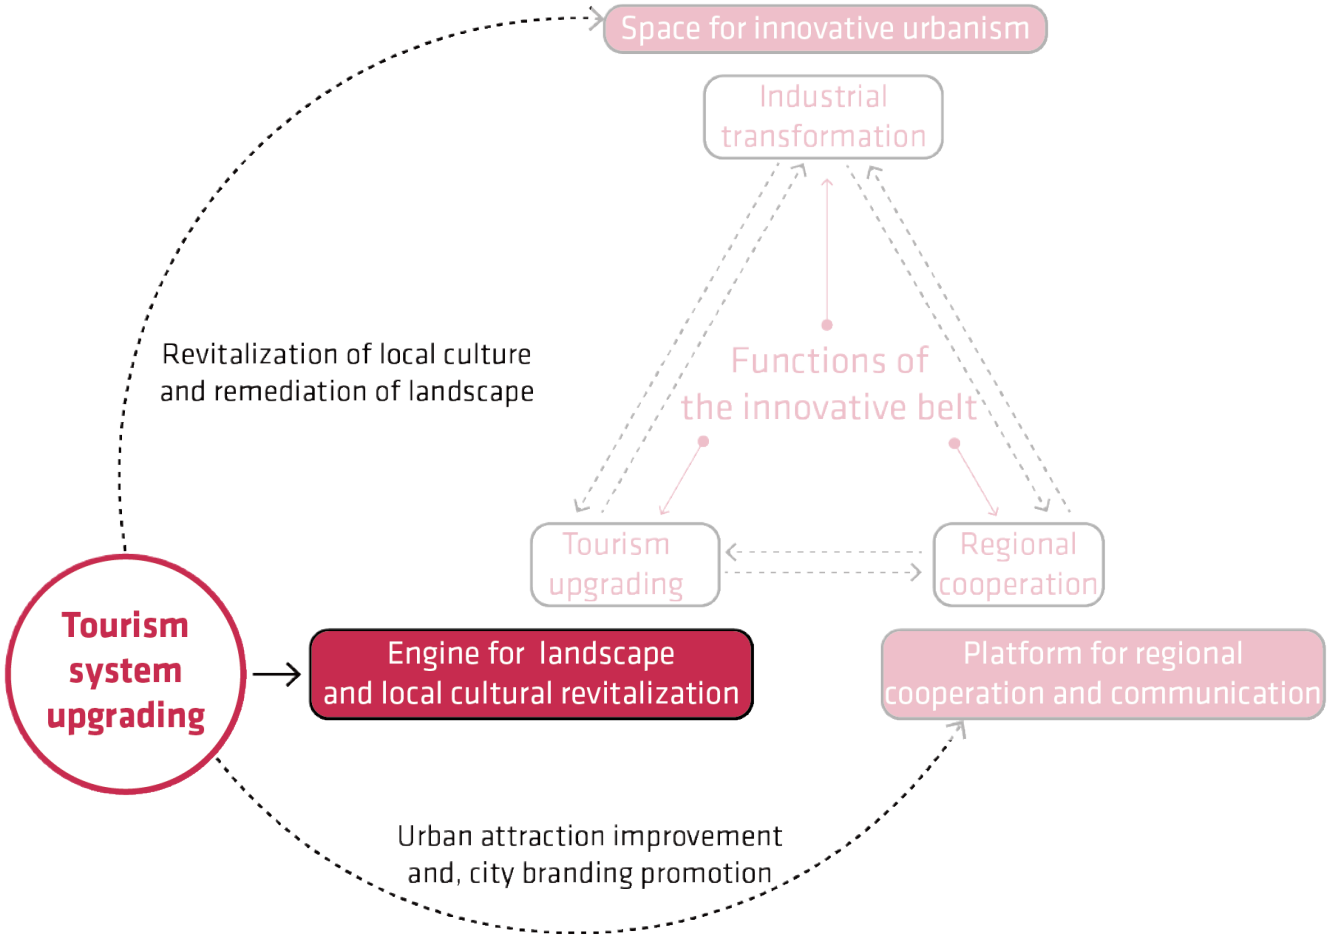 Space for innovative urbanism
Industrial
transformation
Revitalization of local culture
and remediation of landscape
Functions of
the innovative belt
Tourism
upgrading
Regional
cooperation
Tourism
system
upgrading
Engine for landscape
and local cultural revitalization
Platform for regional
cooperation and communication
Urban attraction improvement
and, city branding promotion